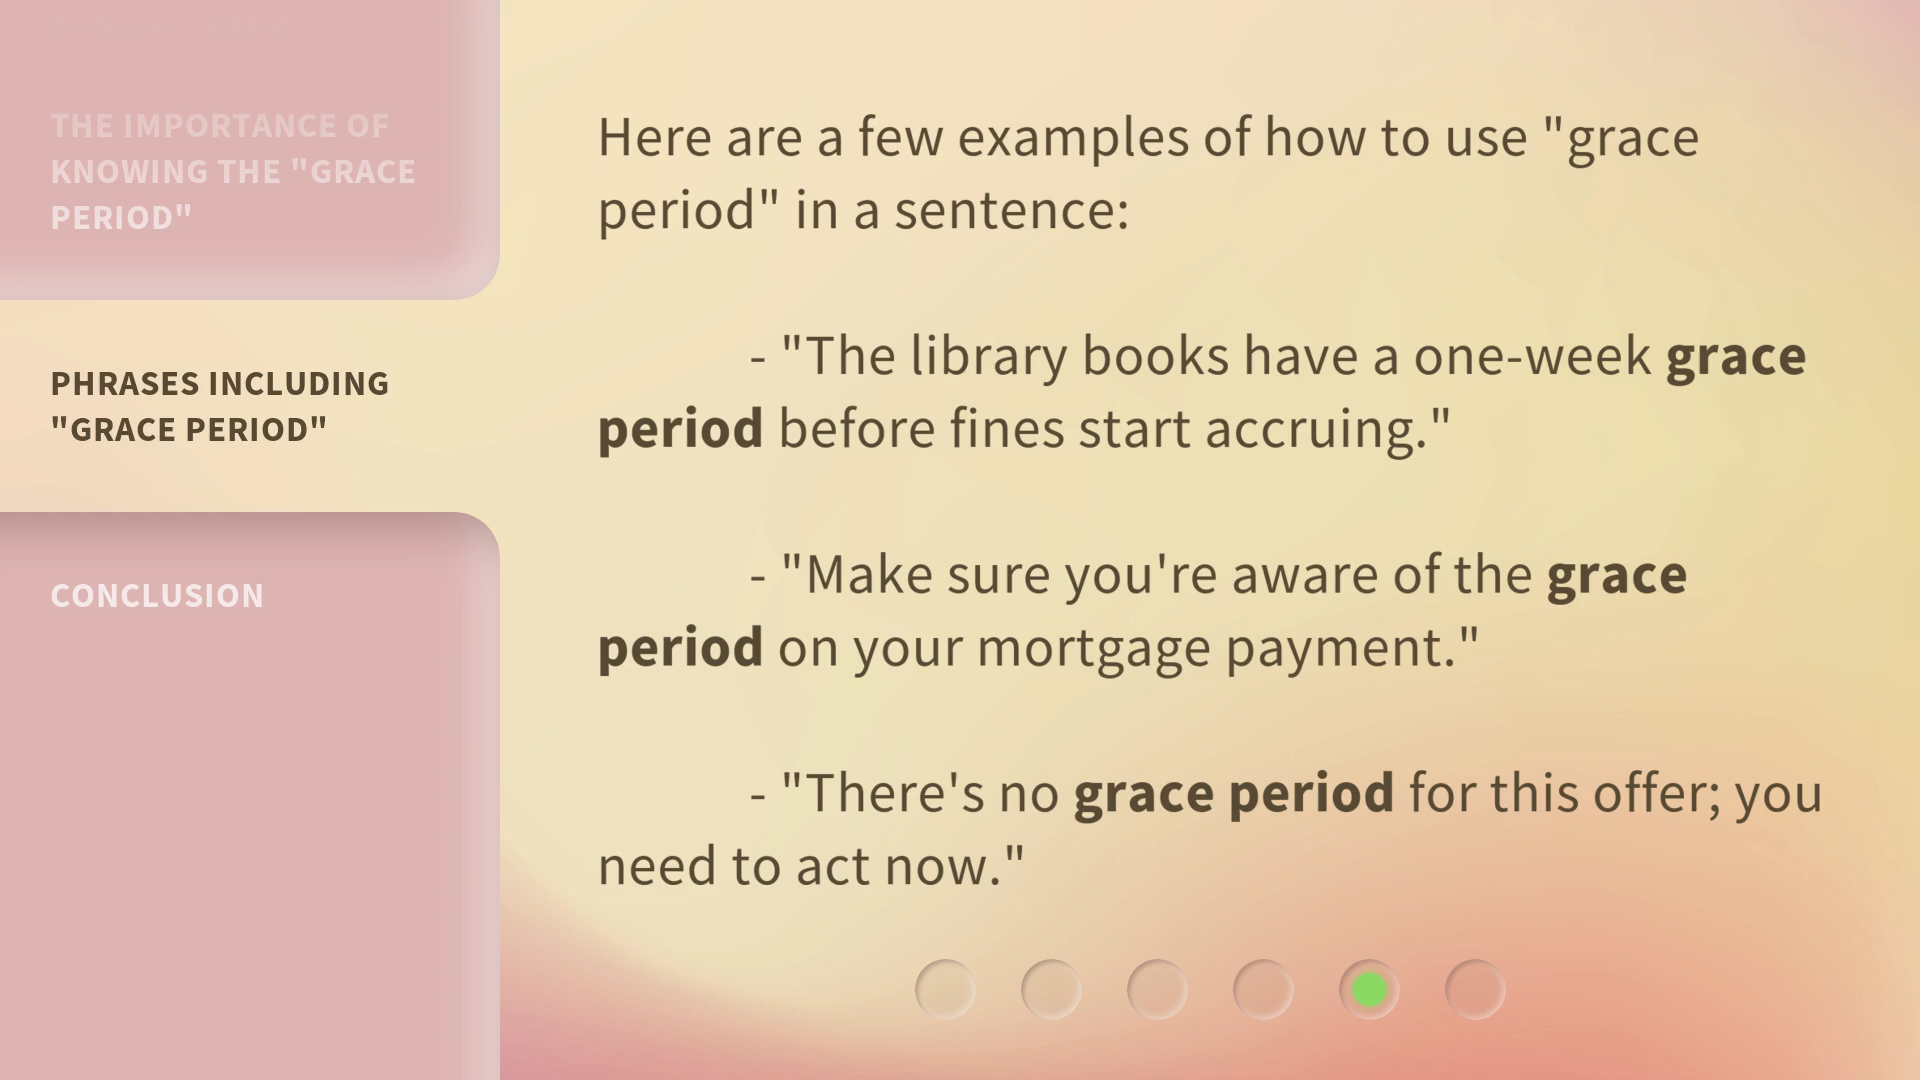 THE IMPORTANCE OF
KNOWING THE "GRACE
PERIOD"
PHRASES INCLUDING
"GRACE PERIOD"
CONCLUSION
Here are a few examples of how to use "grace
period" in a sentence:
- "The library books have a one-week grace
period before fines start accruing."
- "Make sure you're aware of the grace
period on your mortgage payment."
- "There's no grace period for this offer; you
need to act now."